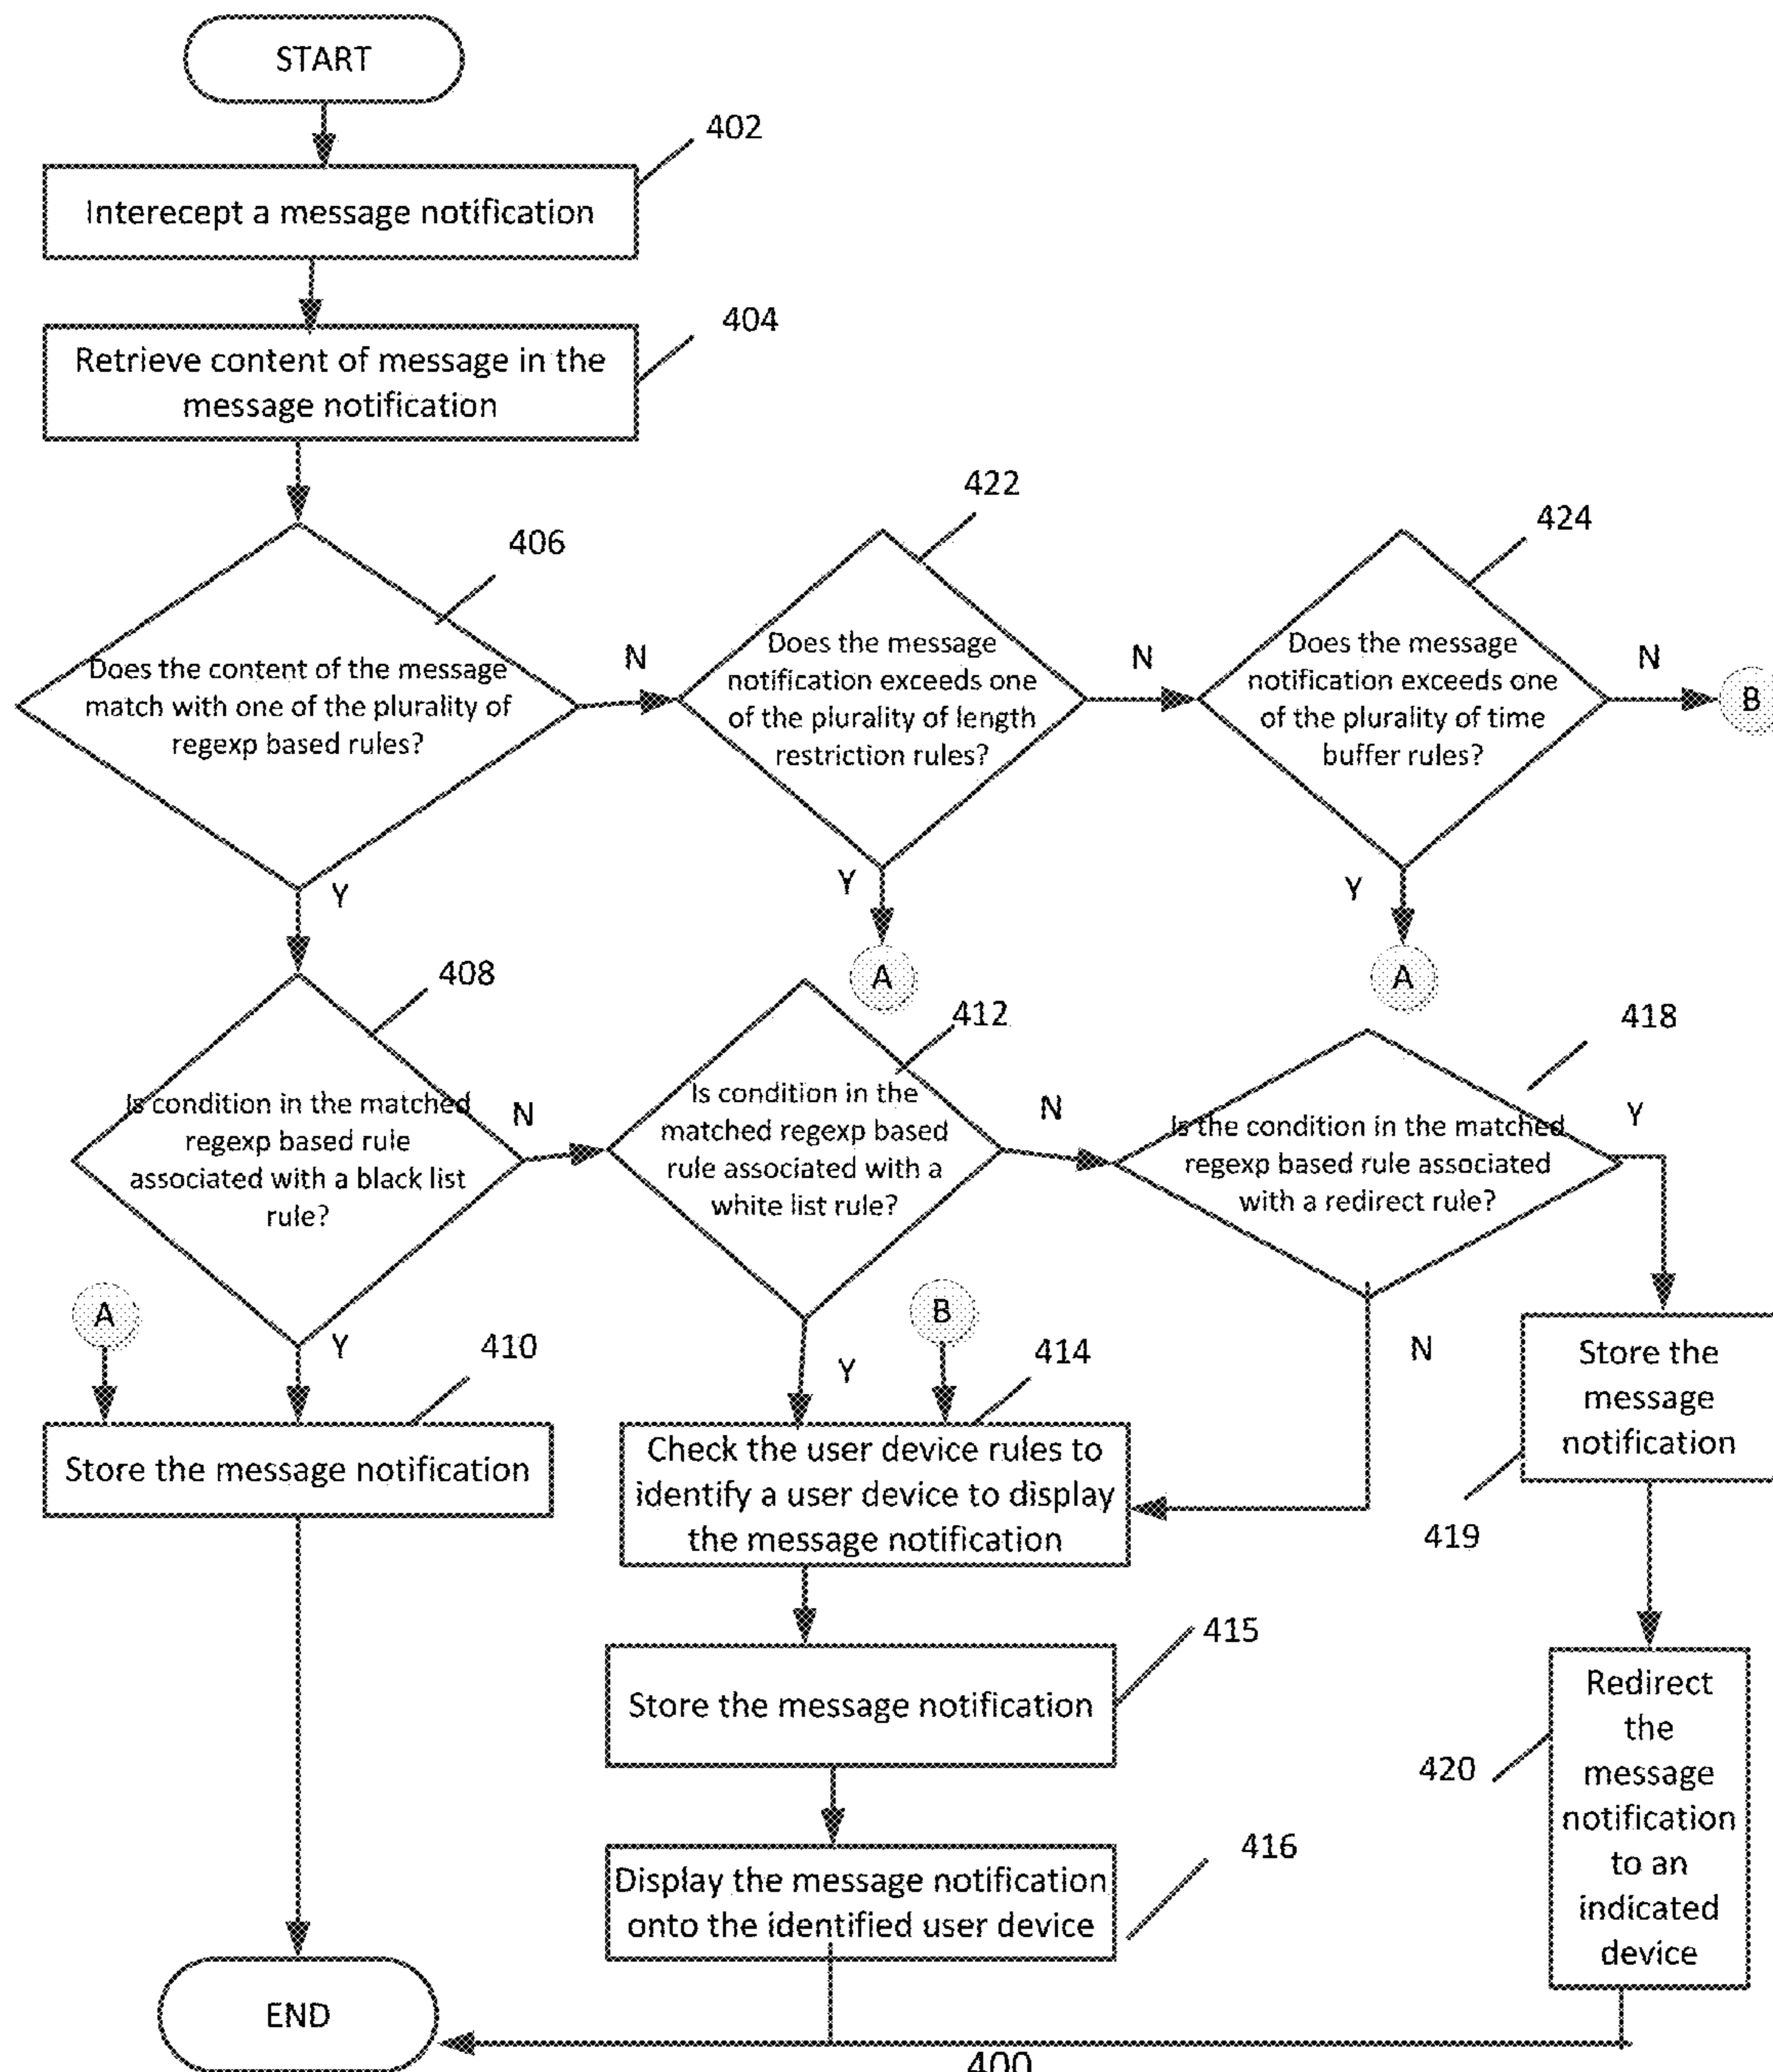 START
402
Interecept a message notification
404
Retrieve content of message in the
message notification
406
Does the content of the message
match with one of the plurality of
regexp based rules?
N
Y
422
Does the message
notification exceeds one
of the plurality of length
restriction rules?
N
Y
A
424
Does the message
notification exceeds one
of the plurality of time
buffer rules?
N
B
Y
A
408
Is condition in the matched
regexp based rule
associated with a black list
rule?
N
Y
412
Is condition in the
matched regexp based
rule associated with a
white list rule?
N
Y
418
Is the condition in the matched
regexp based rule associated
with a redirect rule?
Y
N
A
410
Store the message notification
B
414
Check the user device rules to
identify a user device to display
the message notification
Store the
message
notification
419
415
Store the message notification
420
Redirect
the
message
notification
to an
indicated
device
416
Display the message notification
onto the identified user device
END
400